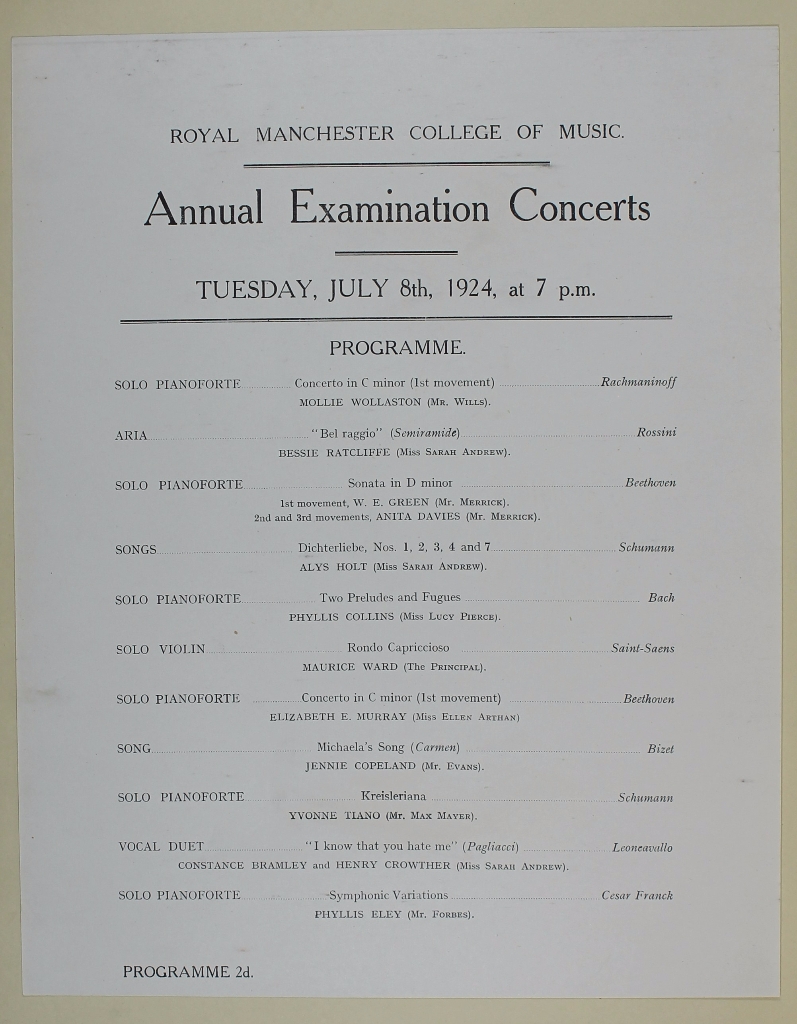 ROYAL MANCHESTER COLLEGE OF MUSIC.
Annual Examination Concerts
TUESDAY, JULY 8th, 1924, at 7 p.m.
PROGRAMME.
SOLO PIANOFORTE Concerto in C minor (1st movement) Rachmaninoff
MOLLIE WOLLASTON (MR. WILLS).
ARIA "Bel raggio" (Semiramide) Rossini
BESSIE RATCLIFFE (Miss SARAH ANDREW).
SOLO PIANOFORTE Sonata in D minor Beethoven
1st movement, W. E. GREEN (MR. MERRICK).
2nd and 3rd movements, ANITA DAVIES (MR. MERRICK).
SONGS Dichterliebe, Nos. 1, 2, 3, 4 and 7 Schumann
ALYS HOLT (Miss SARAH ANDREW).
SOLO PIANOFORTE Two Preludes and Fugues Bach
PHYLLIS COLLINS (Miss LUCY PIERCE).
SOLO VIOLIN Rondo Capriccioso Saint-Saens
MAURICE WARD (The PRINCIPAL).
SOLO PIANOFORTE Concerto in C minor (1st movement) Beethoven
ELIZABETH E. MURRAY (Miss ELLEN ARTHAN)
SONG Michaela's Song (Carmen) Bizet
JENNIE COPELAND (MR. EVANS).
SOLO PIANOFORTE Kreisleriana Schumann
YVONNE TIANO (MR. MAX MAYER).
VOCAL DUET "I know that you hate me" (Pagliacci) Leoncavallo
CONSTANCE BRAMLEY and HENRY CROWTHER (Miss SARAH ANDREW).
SOLO PIANOFORTE Symphonic Variations Cesar Franck
PHYLLIS ELEY (MR. FORBES).
PROGRAMME 2d.